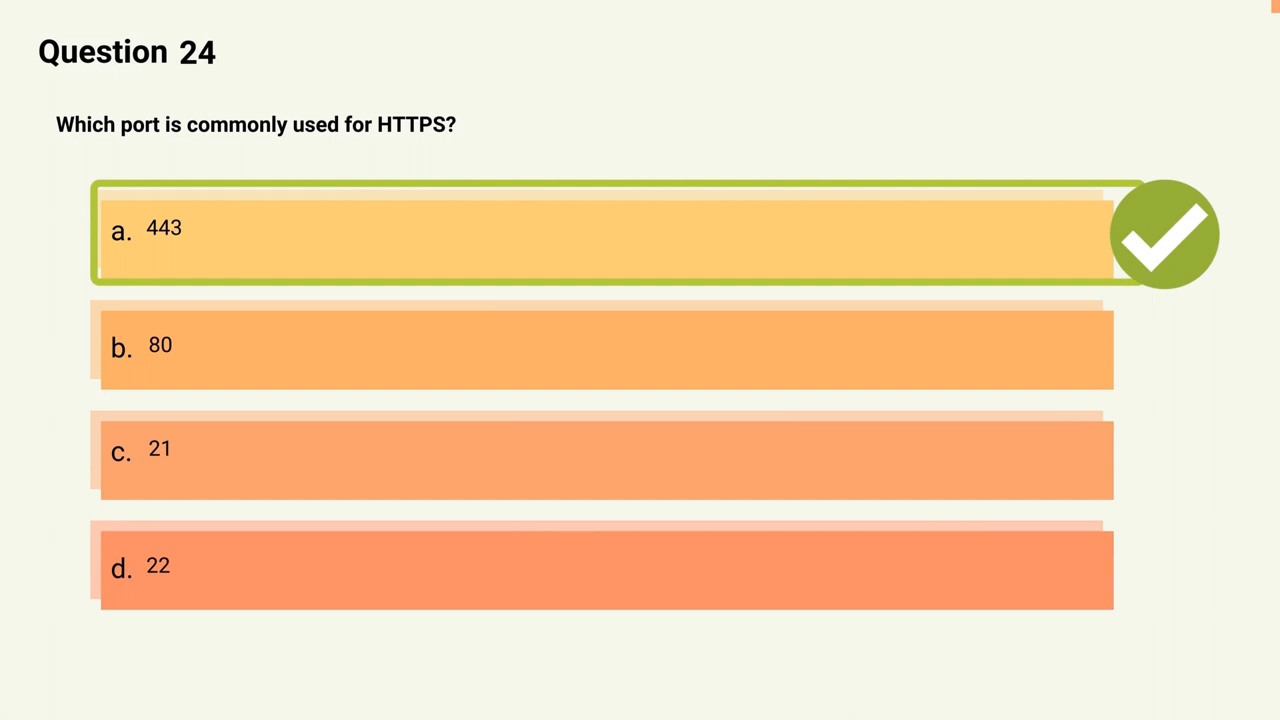 Question 24
Which port is commonly used for HTTPS?
a. 443
b. 80
c. 21
d. 22